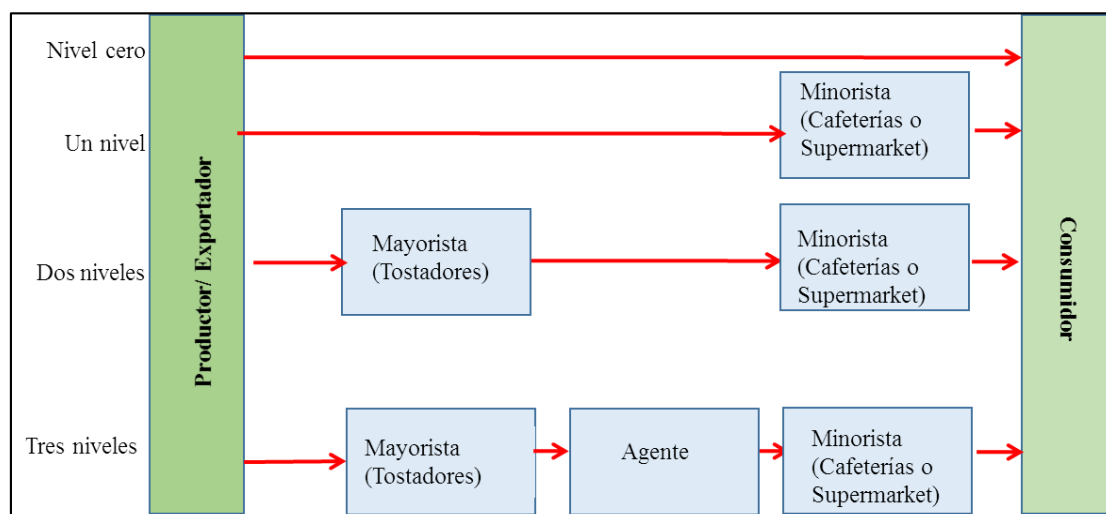 Nivel cero
Un nivel
Dos niveles
Tres niveles
Productor/ Exportador
Minorista
(Cafeterías o
Supermarket)
Mayorista
(Tostadores)
Minorista
(Cafeterías o
Supermarket)
Mayorista
(Tostadores)
Agente
Minorista
(Cafeterías o
Supermarket)
Consumidor